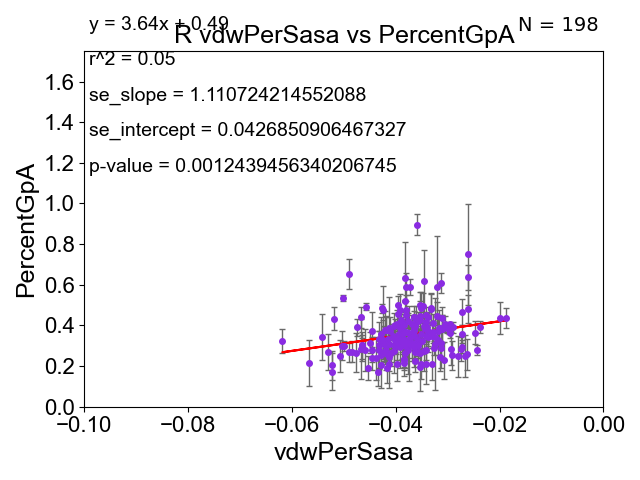 y = 3.64x + 0.49
N = 198
R vdwPerSasa vs PercentGpA
r^2 = 0.05
se_slope = 1.110724214552088
se_intercept = 0.0426850906467327
p-value = 0.0012439456340206745
PercentGpA
1.6
1.4
1.2
1.0
0.8
0.6
0.4
0.2
0.0
−0.10
−0.08
−0.06
−0.04
−0.02
0.00
vdwPerSasa